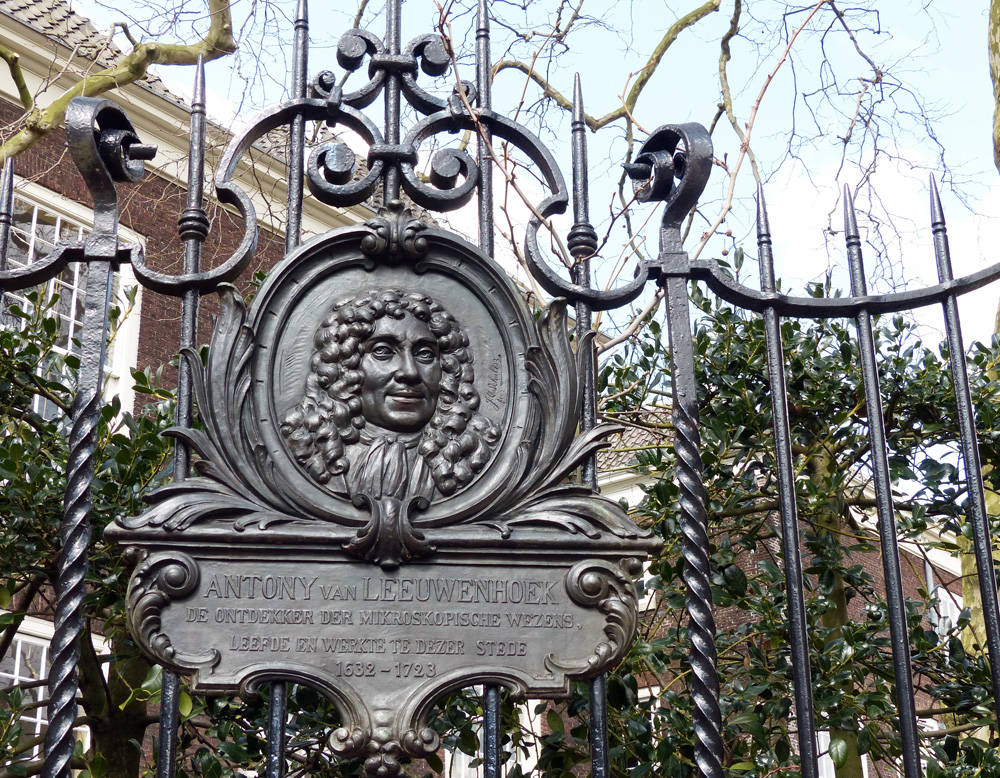 ANTONY VAN LEEUWENHOEK
DE ONTDEKKER DER MIKROSKOPISCHE WEZENS,
LEEFDE EN WERKTE TE DEZER STEDE
1632-1723